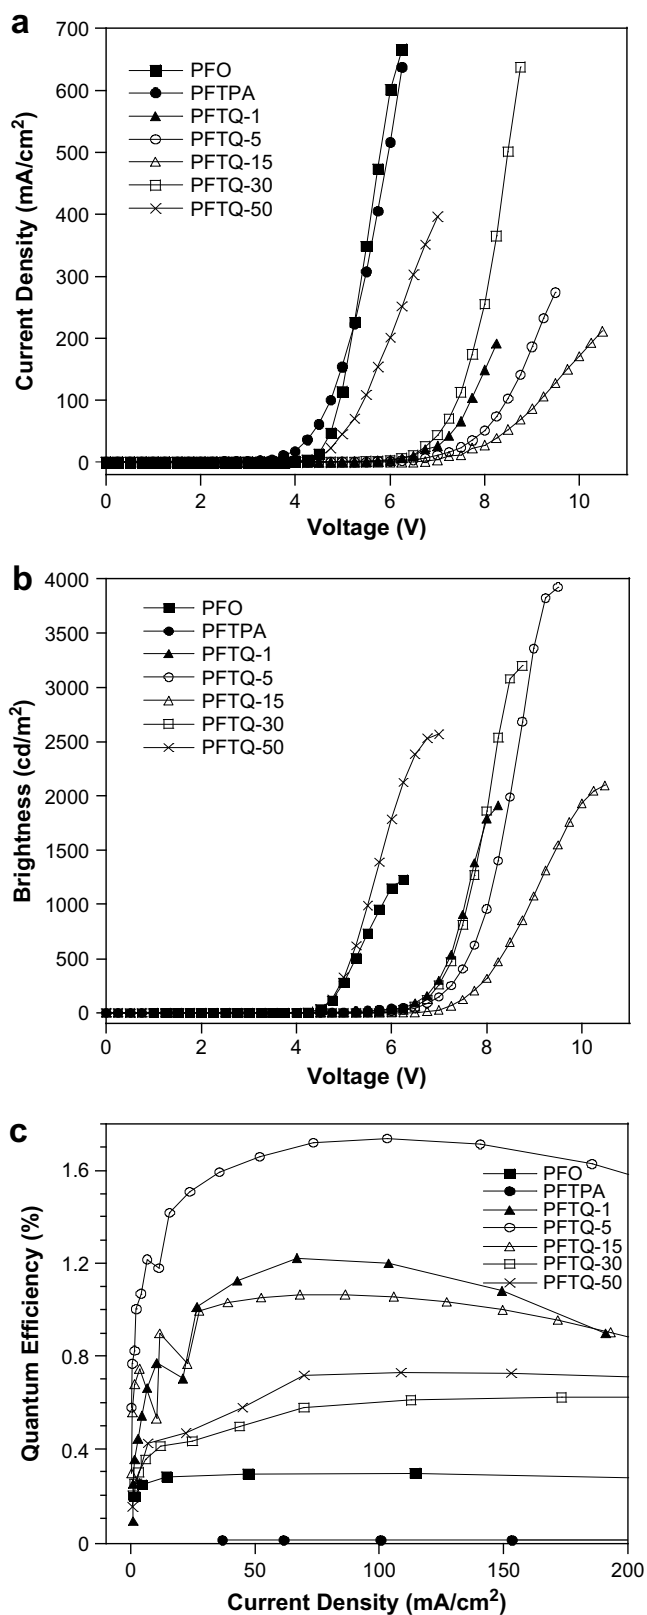 a
700
600
500
400
300
200
100
0
Current Density (mA/cm²)
PFO
PFTPA
PFTQ-1
PFTQ-5
PFTQ-15
PFTQ-30
PFTQ-50
0 2 4 6 8 10
Voltage (V)
b
4000
3500
3000
2500
2000
1500
1000
500
0
Brightness (cd/m²)
PFO
PFTPA
PFTQ-1
PFTQ-5
PFTQ-15
PFTQ-30
PFTQ-50
0 2 4 6 8 10
Voltage (V)
c
1.6
1.2
0.8
0.4
0
Quantum Efficiency (%)
PFO
PFTPA
PFTQ-1
PFTQ-5
PFTQ-15
PFTQ-30
PFTQ-50
0 50 100 150 200
Current Density (mA/cm²)